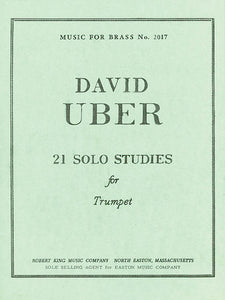 MUSIC FOR BRASS No. 2017
DAVID
UBER
21 SOLO STUDIES
for
Trumpet
ROBERT KING MUSIC COMPANY NORTH EASTON, MASSACHUSETTS
SOLE SELLING AGENT for EASTON MUSIC COMPANY